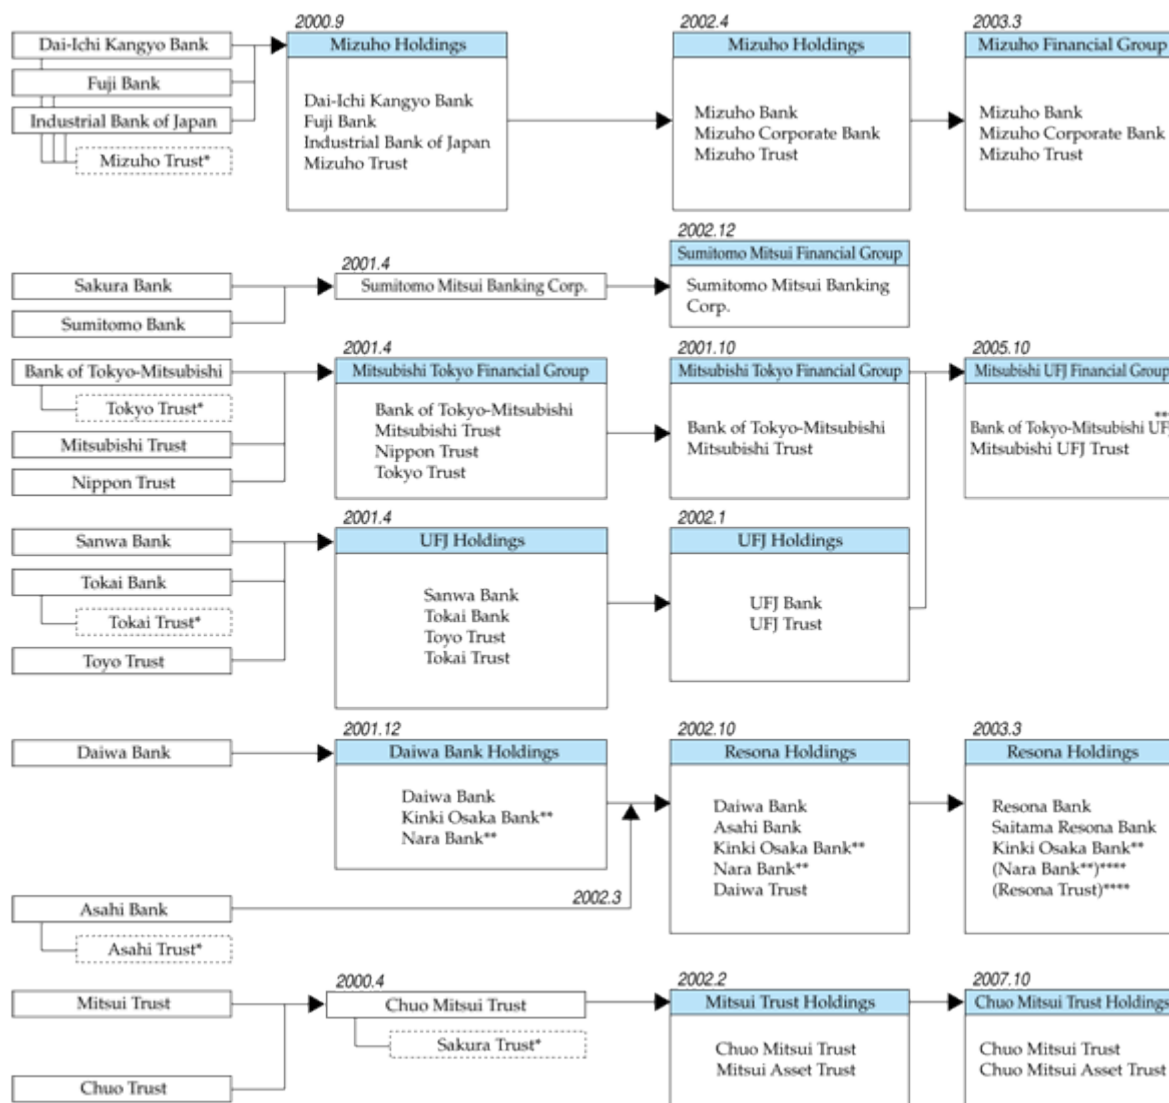 2000.9
2002.4
2003.3
Dai-Ichi Kangyo Bank
Fuji Bank
Industrial Bank of Japan
Mizuho Trust*
Mizuho Holdings
Dai-Ichi Kangyo Bank
Fuji Bank
Industrial Bank of Japan
Mizuho Trust
Mizuho Holdings
Mizuho Bank
Mizuho Corporate Bank
Mizuho Trust
Mizuho Financial Group
Mizuho Bank
Mizuho Corporate Bank
Mizuho Trust
Sakura Bank
Sumitomo Bank
2001.4
Sumitomo Mitsui Banking Corp.
2002.12
Sumitomo Mitsui Financial Group
Sumitomo Mitsui Banking
Corp.
Bank of Tokyo-Mitsubishi
Tokyo Trust*
Mitsubishi Trust
Nippon Trust
2001.4
Mitsubishi Tokyo Financial Group
Bank of Tokyo-Mitsubishi
Mitsubishi Trust
Nippon Trust
Tokyo Trust
2001.10
Mitsubishi Tokyo Financial Group
Bank of Tokyo-Mitsubishi
Mitsubishi Trust
2005.10
Mitsubishi UFJ Financial Group
Bank of Tokyo-Mitsubishi UFJ
Mitsubishi UFJ Trust
Sanwa Bank
Tokai Bank
Tokai Trust*
Toyo Trust
2001.4
UFJ Holdings
Sanwa Bank
Tokai Bank
Toyo Trust
Tokai Trust
2002.1
UFJ Holdings
UFJ Bank
UFJ Trust
Daiwa Bank
2001.12
Daiwa Bank Holdings
Daiwa Bank
Kinki Osaka Bank**
Nara Bank**
2002.10
Resona Holdings
Daiwa Bank
Asahi Bank
Kinki Osaka Bank**
Nara Bank**
Daiwa Trust
2003.3
Resona Holdings
Resona Bank
Saitama Resona Bank
Kinki Osaka Bank**
(Nara Bank**)****
(Resona Trust)****
Asahi Bank
Asahi Trust*
2002.3
Mitsui Trust
Chuo Trust
2000.4
Chuo Mitsui Trust
Sakura Trust*
2002.2
Mitsui Trust Holdings
Chuo Mitsui Trust
Mitsui Asset Trust
2007.10
Chuo Mitsui Trust Holdings
Chuo Mitsui Trust
Chuo Mitsui Asset Trust